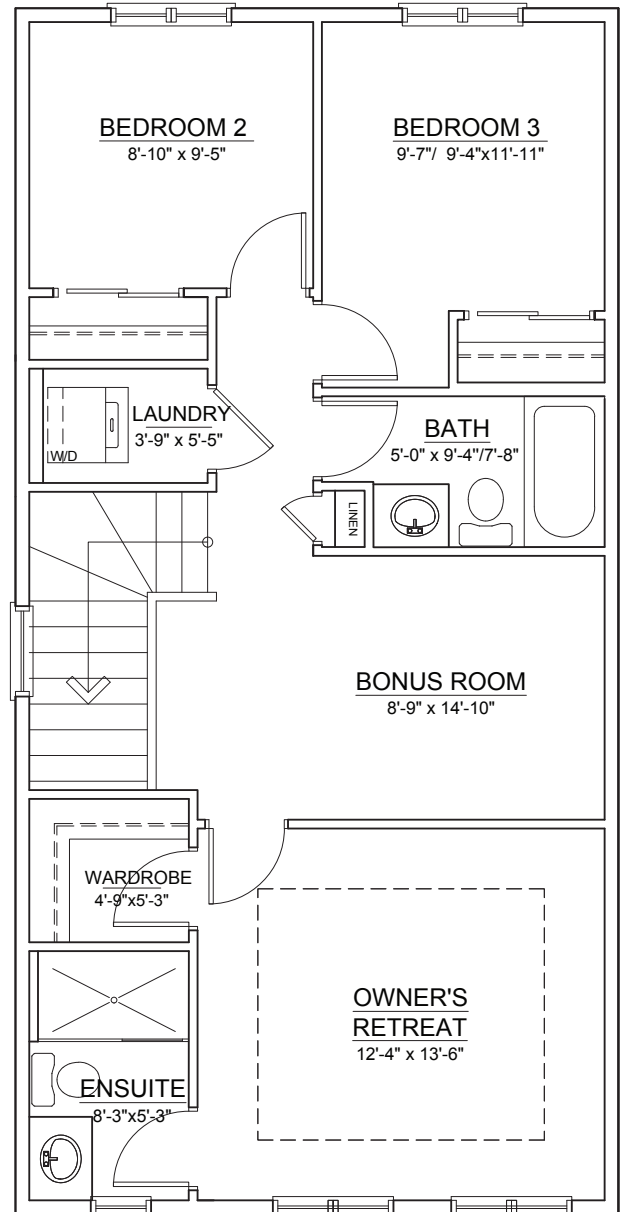 BEDROOM 2
8'-10" x 9'-5"
BEDROOM 3
9'-7"/ 9'-4"x11'-11"
LAUNDRY
3'-9" x 5'-5"
W/D
BATH
5'-0" x 9'-4"/7'-8"
LINEN
BONUS ROOM
8'-9" x 14'-10"
WARDROBE
4'-9"x5'-3"
OWNER'S
RETREAT
12'-4" x 13'-6"
ENSUITE
8'-3"x5'-3"